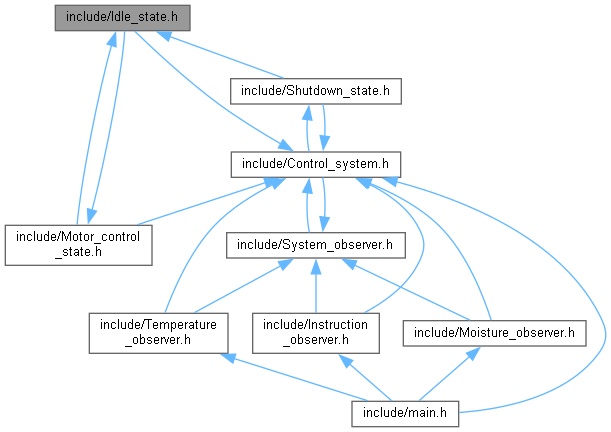 include/Idle_state.h
include/Shutdown_state.h
include/Control_system.h
include/Motor_control
_state.h
include/System_observer.h
include/Temperature
_observer.h
include/Instruction
_observer.h
include/Moisture_observer.h
include/main.h